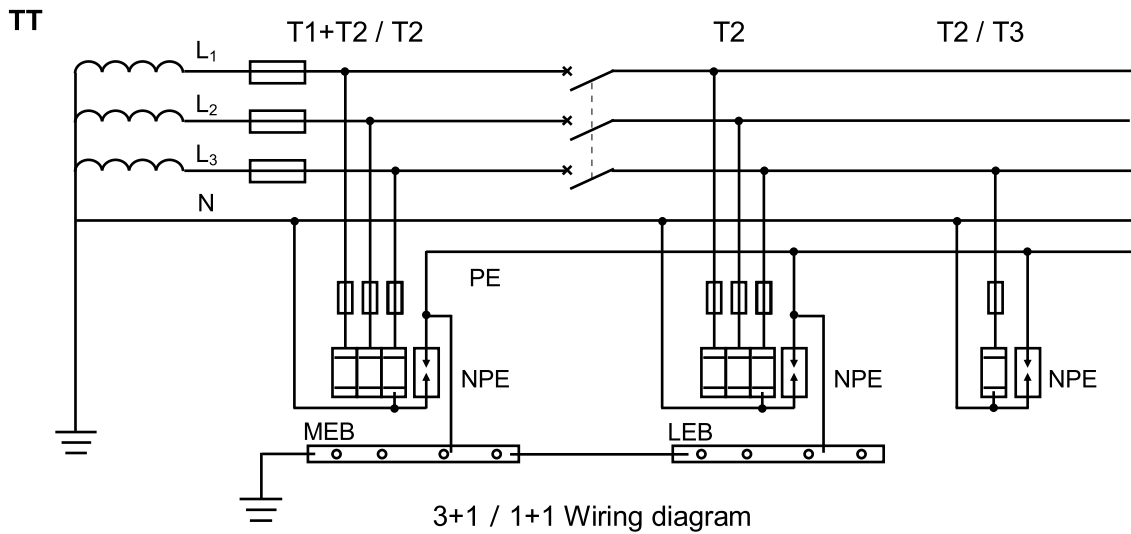 TT
T1+T2 / T2
T2
T2 / T3
L1
L2
L3
N
PE
NPE
NPE
NPE
MEB
LEB
3+1 / 1+1 Wiring diagram